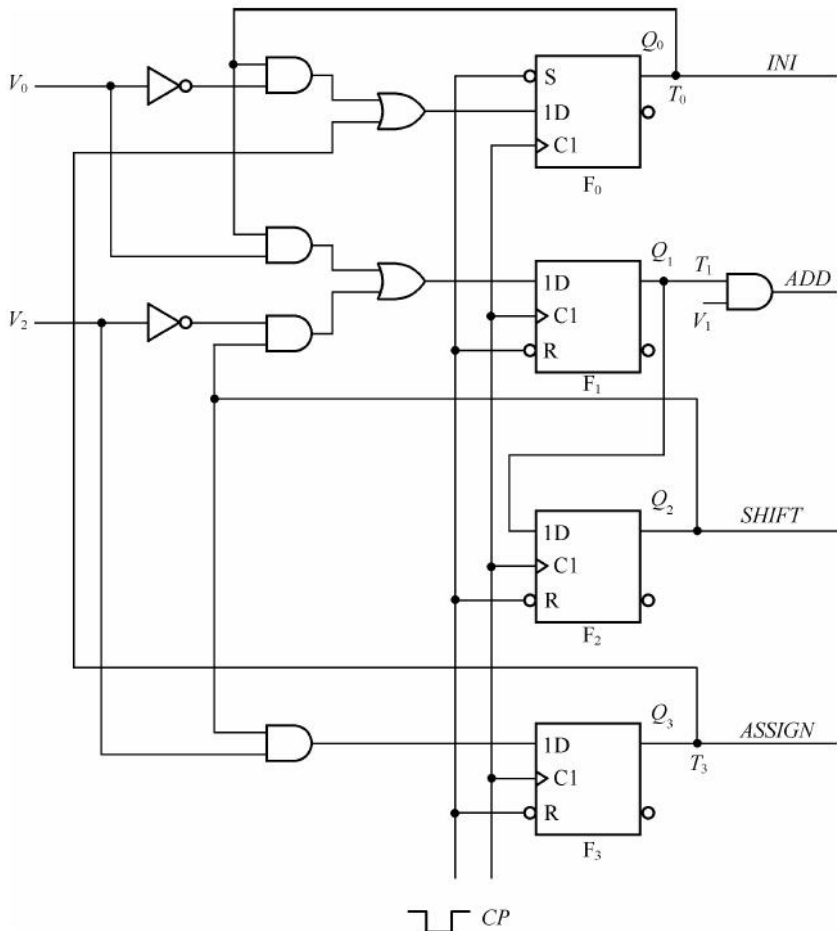 Q₀
INI
V₀
S
T₀
1D
C1
F₀
Q₁
T₁
ADD
1D
V₂
C1
V₁
R
F₁
Q₂
SHIFT
1D
C1
R
F₂
Q₃
ASSIGN
1D
T₃
C1
R
F₃
CP